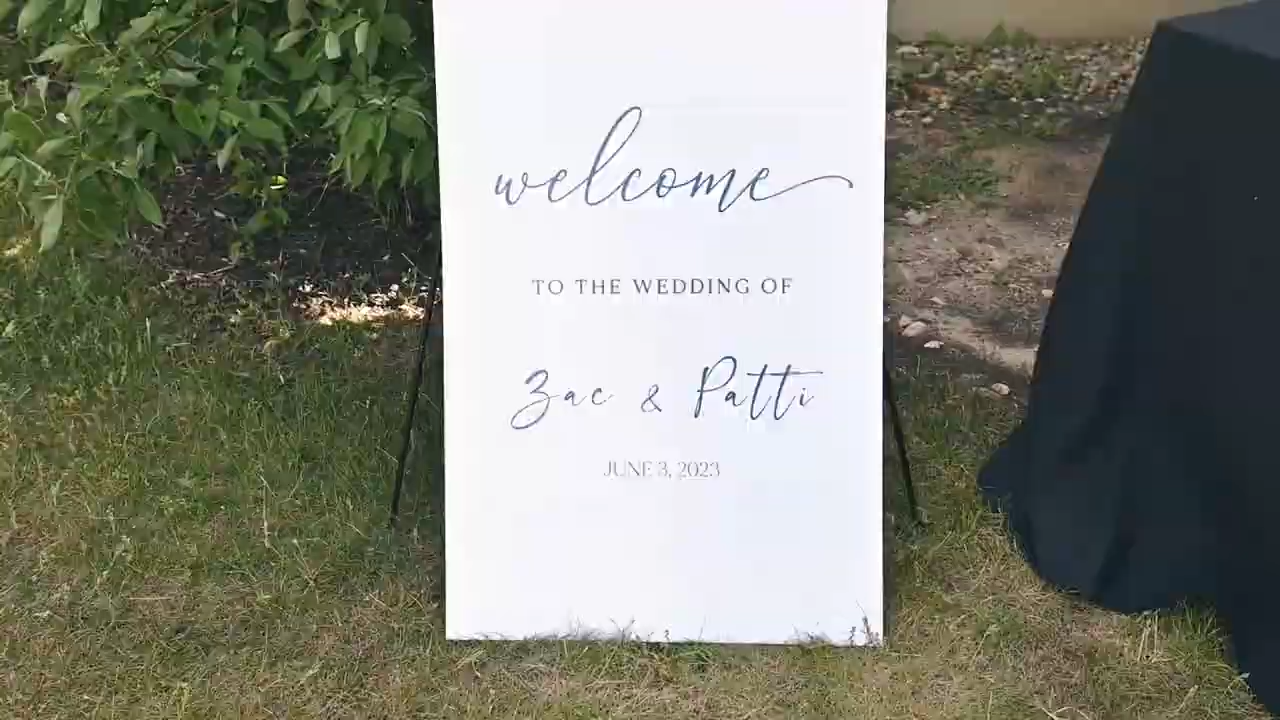 welcome
TO THE WEDDING OF
Zac & Patti
JUNE 3, 2023